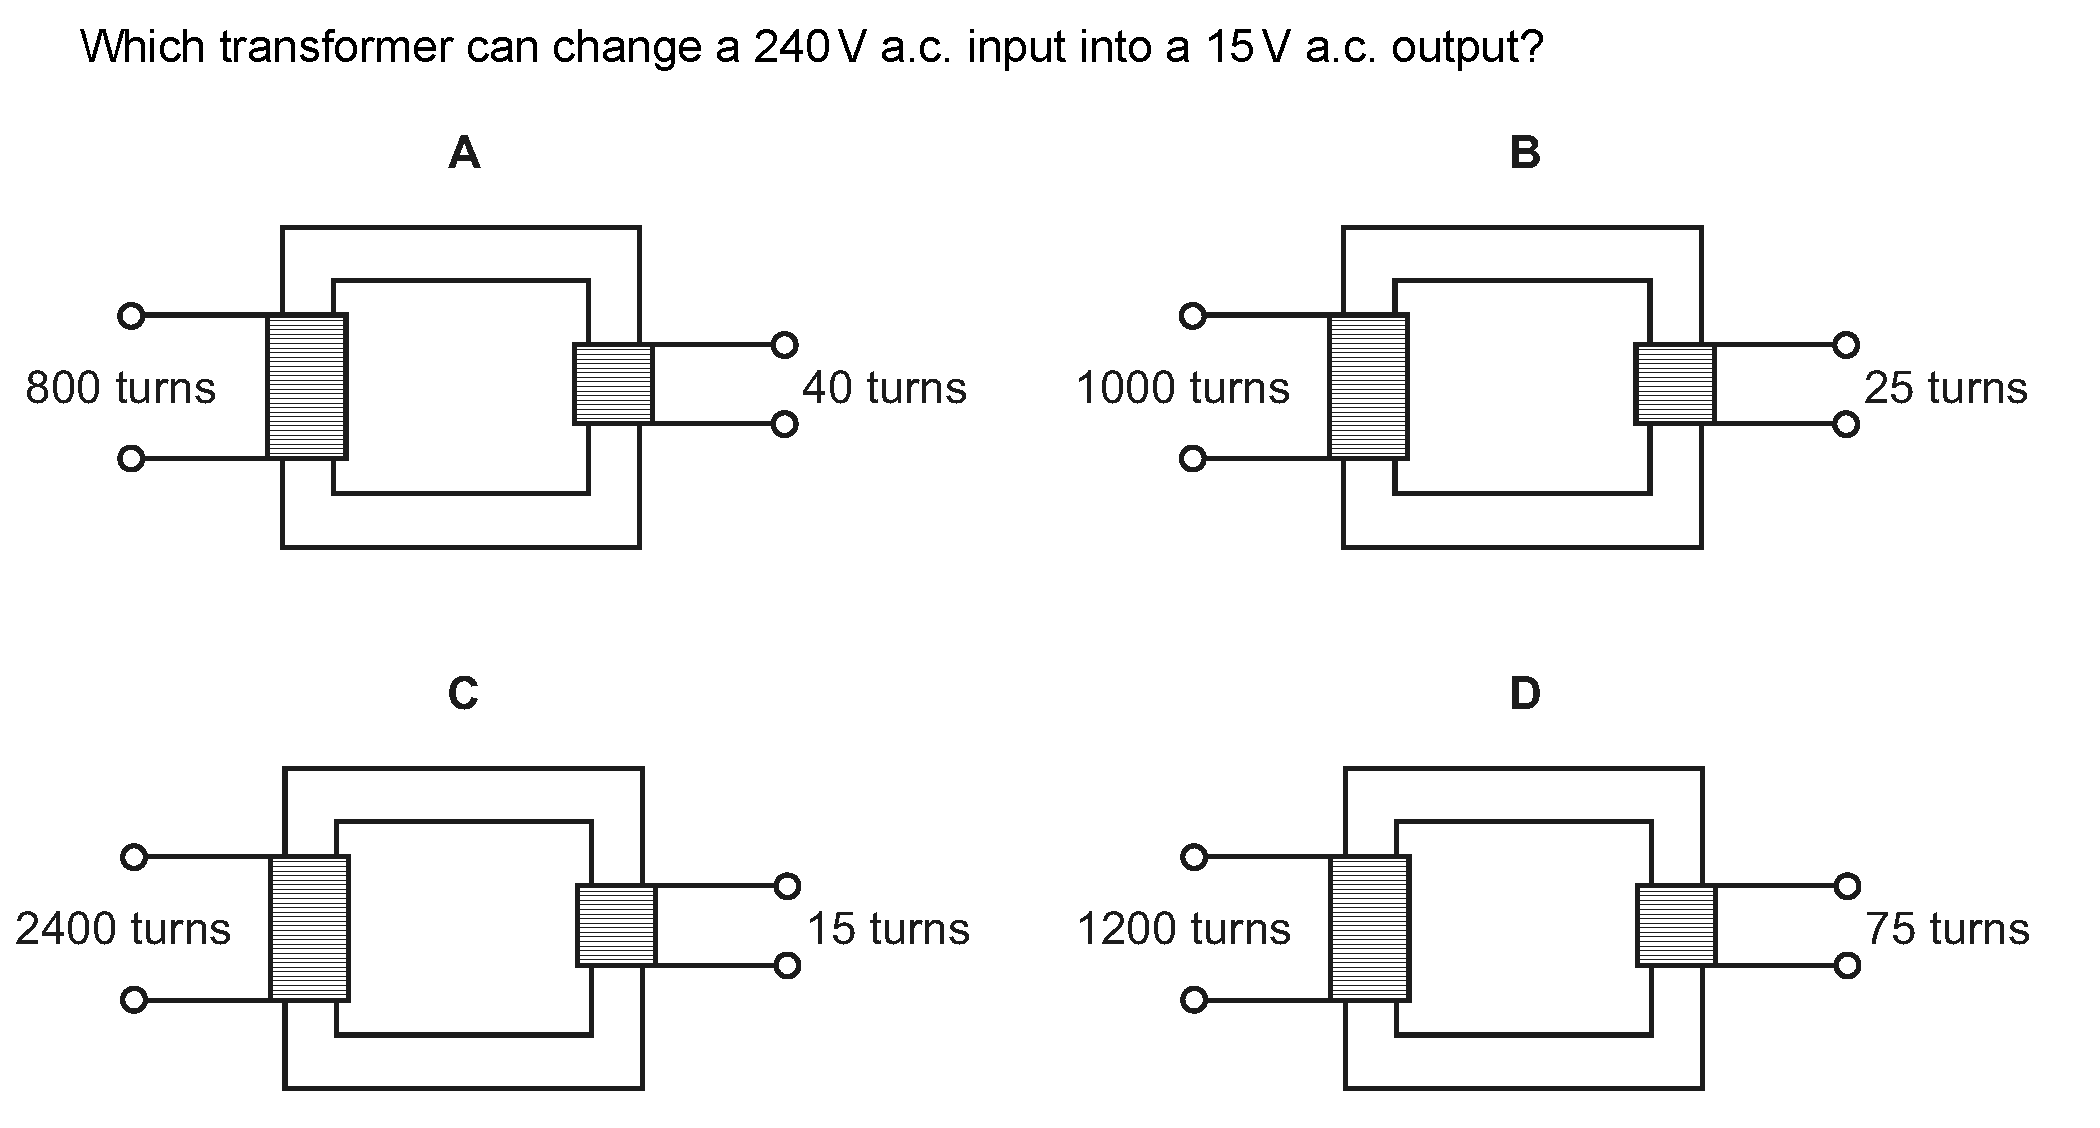 Which transformer can change a 240 V a.c. input into a 15 V a.c. output?
A
B
800 turns
40 turns
1000 turns
25 turns
C
D
2400 turns
15 turns
1200 turns
75 turns